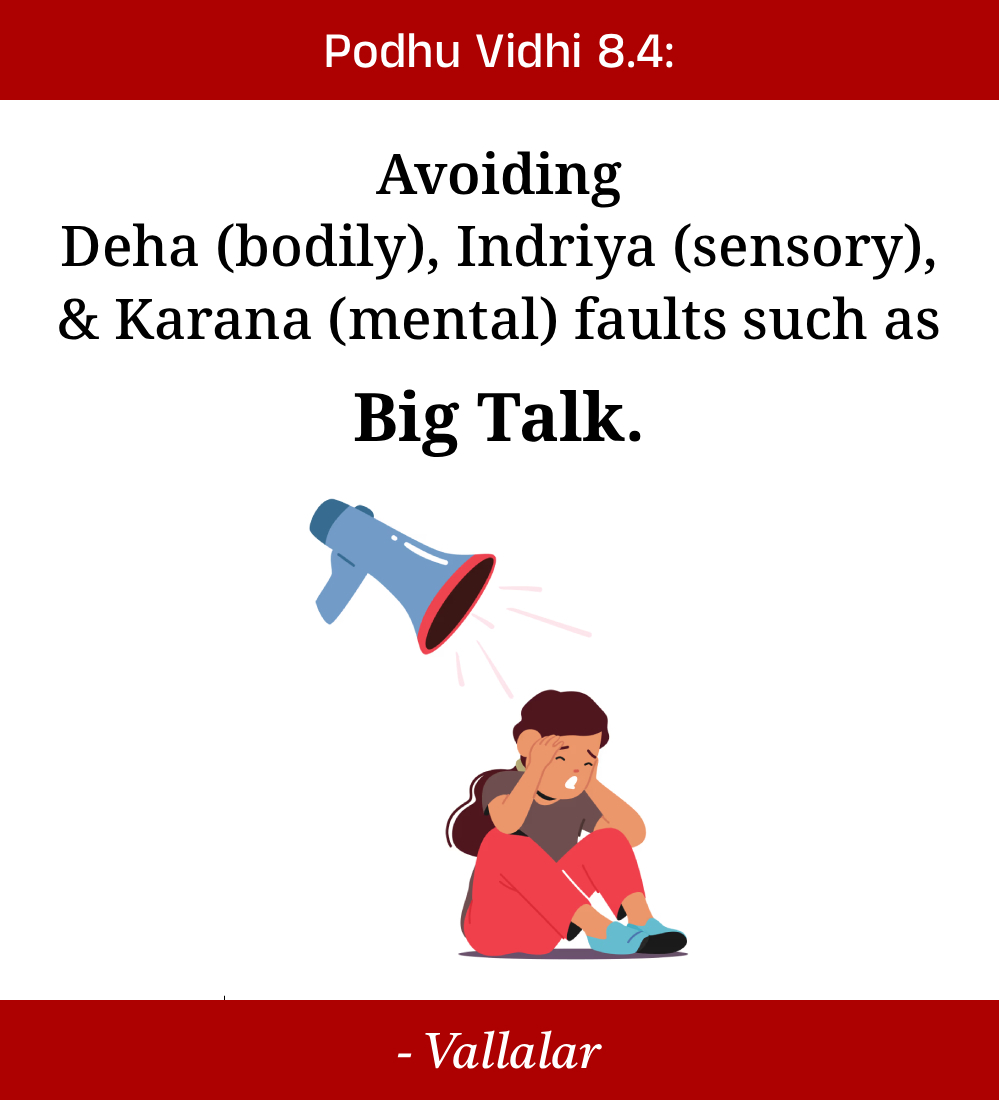 Podhu Vidhi 8.4:
Avoiding
Deha (bodily), Indriya (sensory),
& Karana (mental) faults such as
Big Talk.
- Vallalar